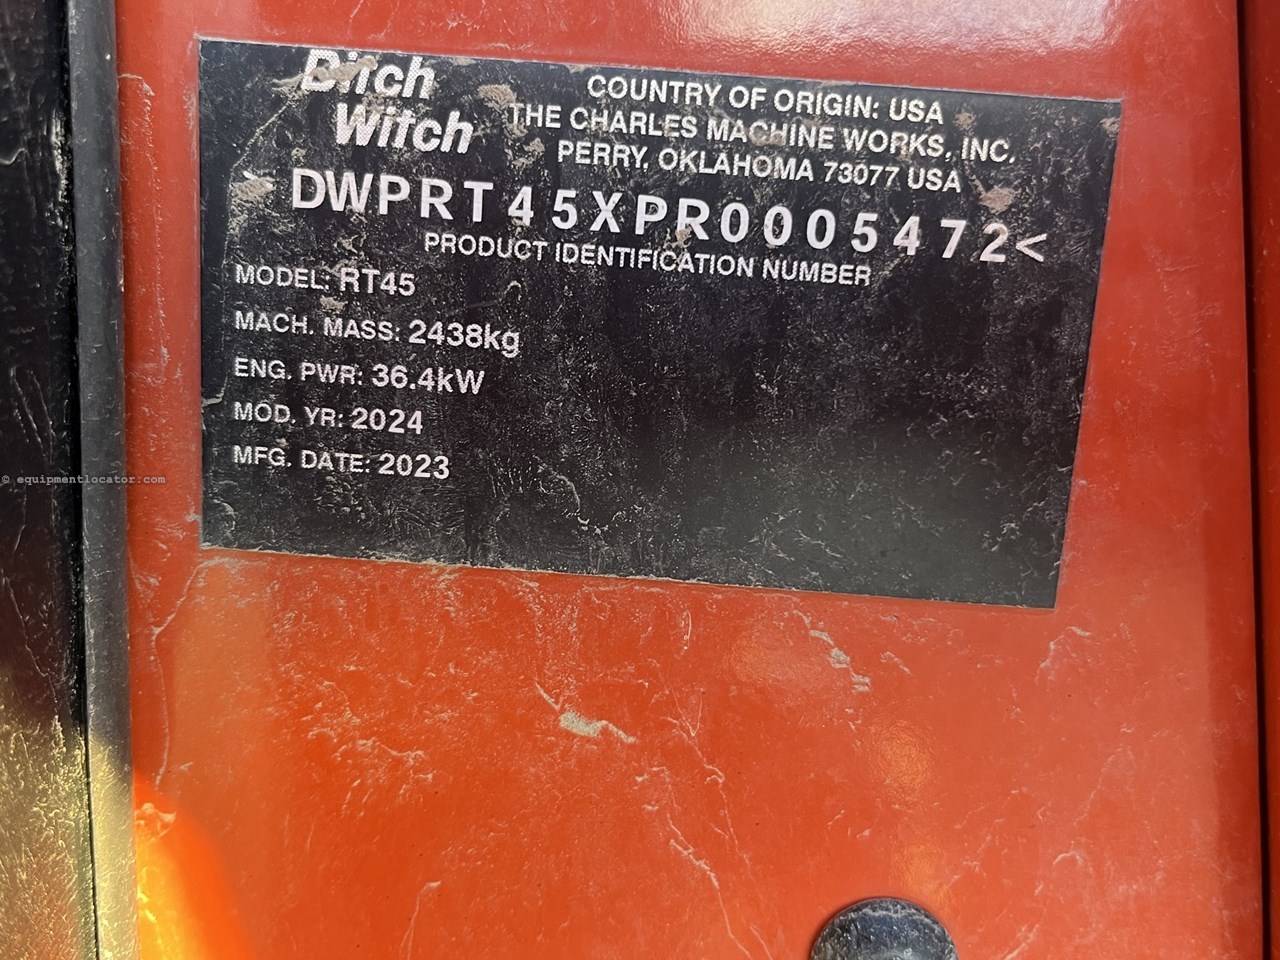 Ditch
Witch
COUNTRY OF ORIGIN: USA
THE CHARLES MACHINE WORKS, INC.
PERRY, OKLAHOMA 73077 USA
>DWPRT45XPR0005472<
PRODUCT IDENTIFICATION NUMBER
MODEL: RT45
MACH. MASS: 2438kg
ENG. PWR: 36.4kW
MOD. YR: 2024
MFG. DATE: 2023
© equipmentlocator.com